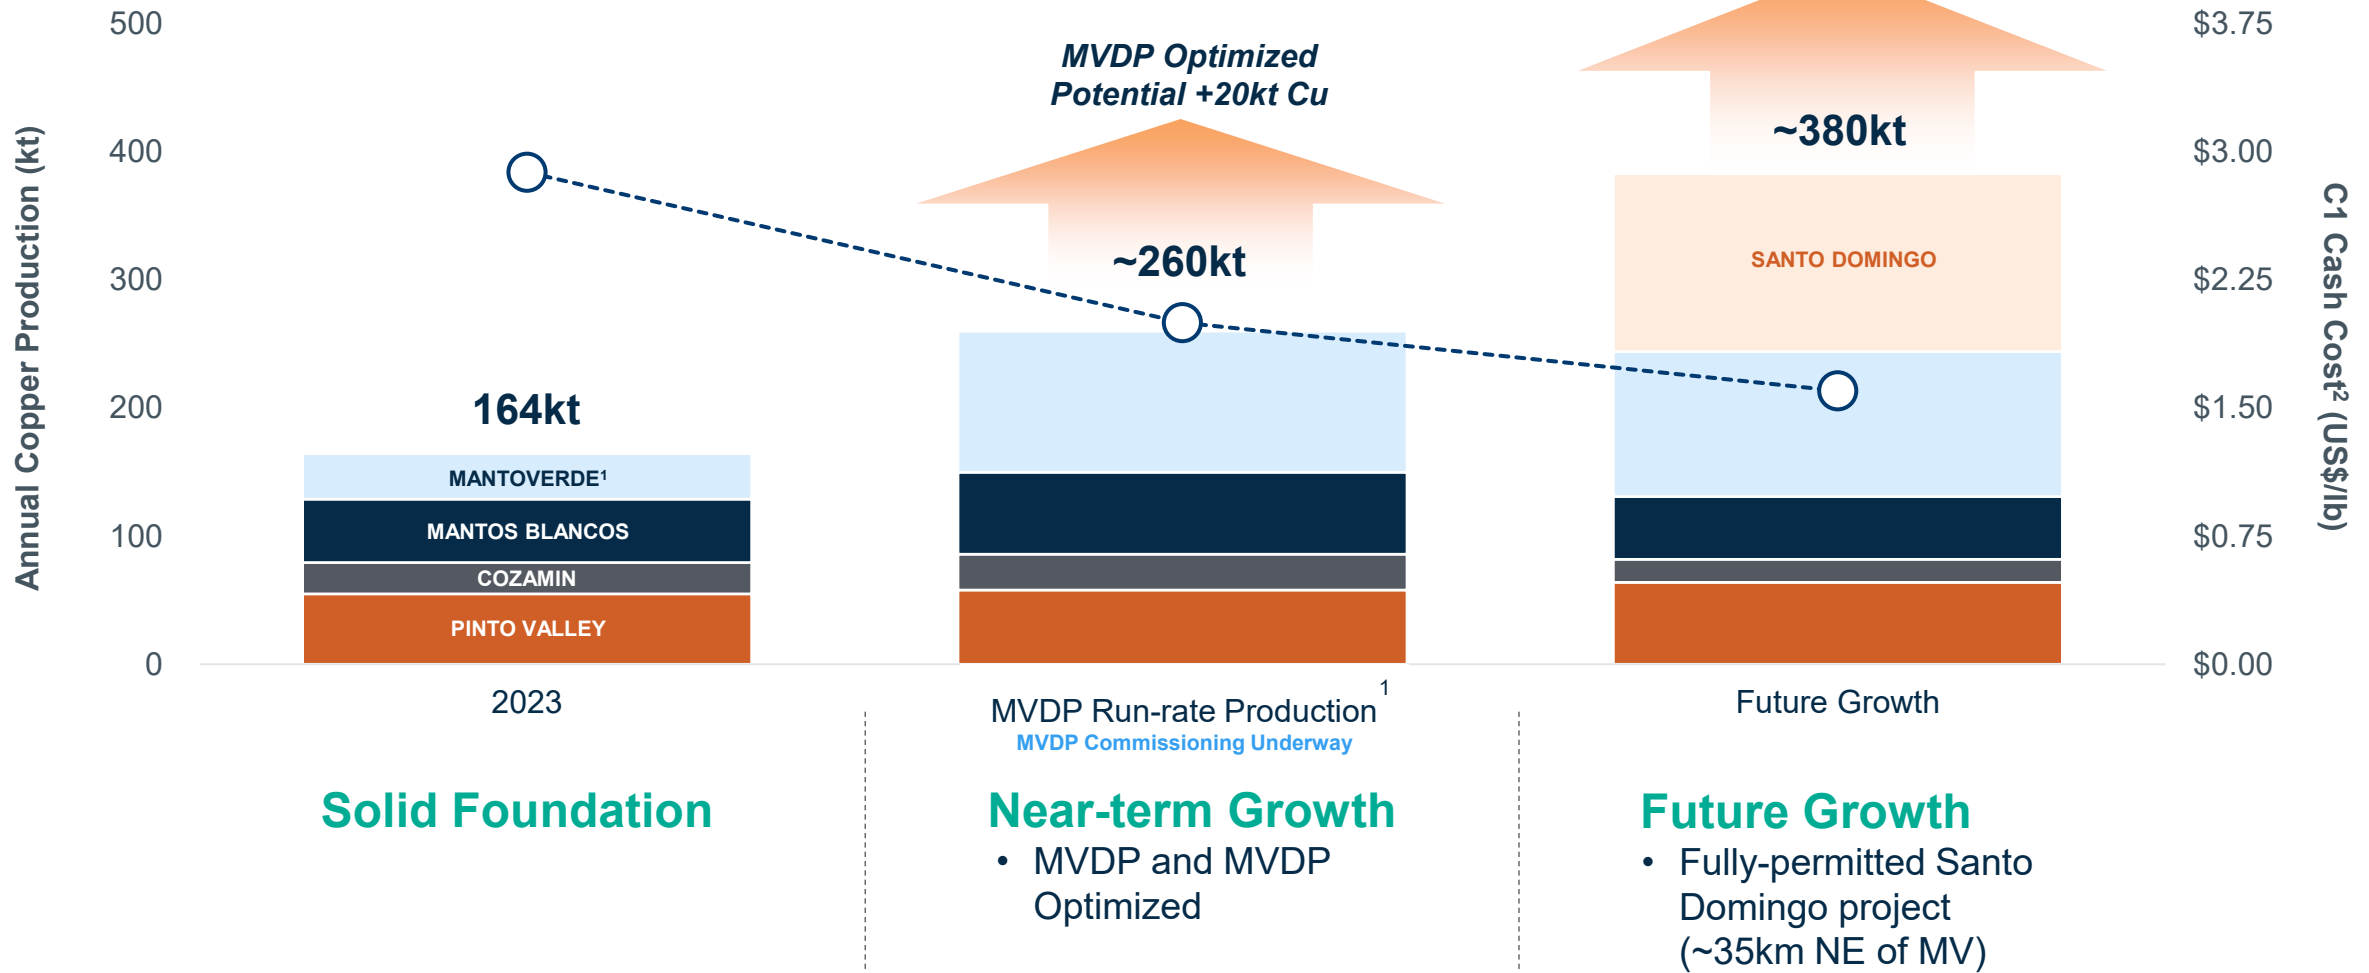 Annual Copper Production (kt)
500
400
300
200
100
0
MVDP Optimized
Potential +20kt Cu
164kt
~260kt
~380kt
MANTOVERDE¹
MANTOS BLANCOS
COZAMIN
PINTO VALLEY
SANTO DOMINGO
$3.75
$3.00
$2.25
$1.50
$0.75
$0.00
C1 Cash Cost² (US$/lb)
2023
MVDP Run-rate Production¹
MVDP Commissioning Underway
Future Growth
Solid Foundation
Near-term Growth
• MVDP and MVDP
Optimized
Future Growth
• Fully-permitted Santo
Domingo project
(~35km NE of MV)